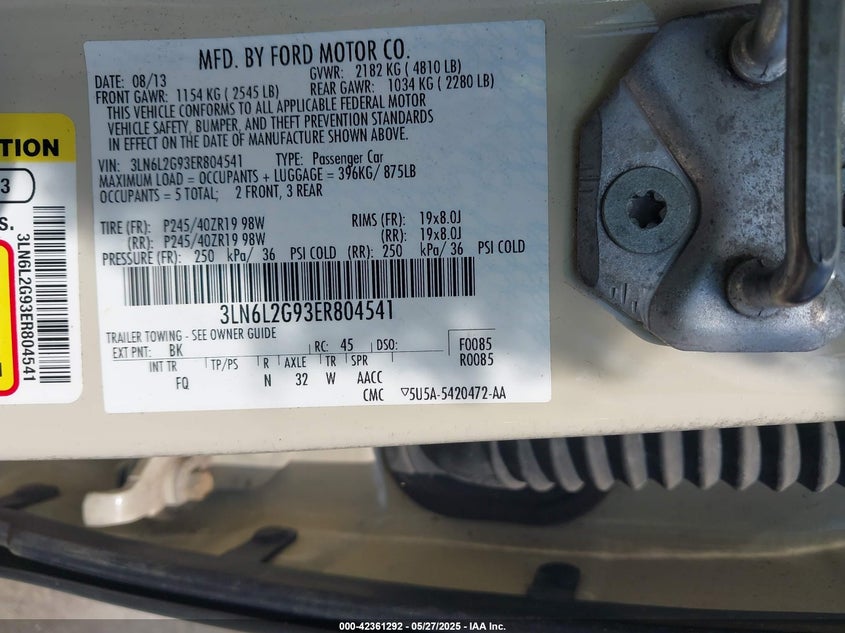 MFD. BY FORD MOTOR CO.
DATE: 08/13
GVWR: 2182 KG ( 4810 LB)
FRONT GAWR: 1154 KG ( 2545 LB)
REAR GAWR: 1034 KG ( 2280 LB)
THIS VEHICLE CONFORMS TO ALL APPLICABLE FEDERAL MOTOR
VEHICLE SAFETY, BUMPER, AND THEFT PREVENTION STANDARDS
IN EFFECT ON THE DATE OF MANUFACTURE SHOWN ABOVE.
VIN: 3LN6L2G93ER804541 TYPE: Passenger Car
MAXIMUM LOAD = OCCUPANTS + LUGGAGE = 396KG/ 875LB
OCCUPANTS = 5 TOTAL; 2 FRONT, 3 REAR
TIRE (FR): P245/40ZR19 98W RIMS (FR): 19x8.0J
(RR): P245/40ZR19 98W (RR): 19x8.0J
PRESSURE (FR): 250 kPa/ 36 PSI COLD (RR): 250 kPa/ 36 PSI COLD
3LN6L2G93ER804541
TRAILER TOWING - SEE OWNER GUIDE
EXT PNT: BK RC: 45 DSO: F0085
R0085
INT TR TP/PS R AXLE TR SPR
FQ N 32 W AACC
CMC ▽5U5A-5420472-AA
TION
3
S.
3LN6L2G93ER804541
000-42361292 - 05/27/2025 - IAA Inc.